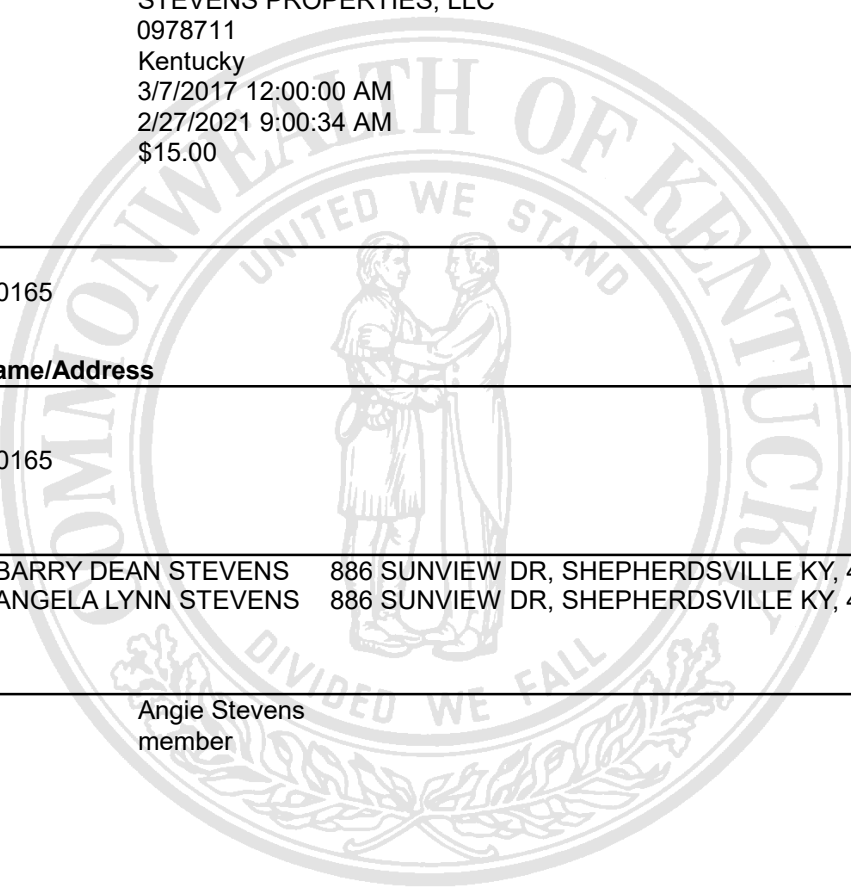 STEVENS PROPERTIES, LLC
0978711
Kentucky
3/7/2017 12:00:00 AM
2/27/2021 9:00:34 AM
$15.00
COMMONWEALTH OF KENTUCKY
UNITED WE STAND
0165
ame/Address
0165
BARRY DEAN STEVENS 886 SUNVIEW DR, SHEPHERDSVILLE KY, 4
ANGELA LYNN STEVENS 886 SUNVIEW DR, SHEPHERDSVILLE KY, 4
DIVIDED WE FALL
Angie Stevens
member